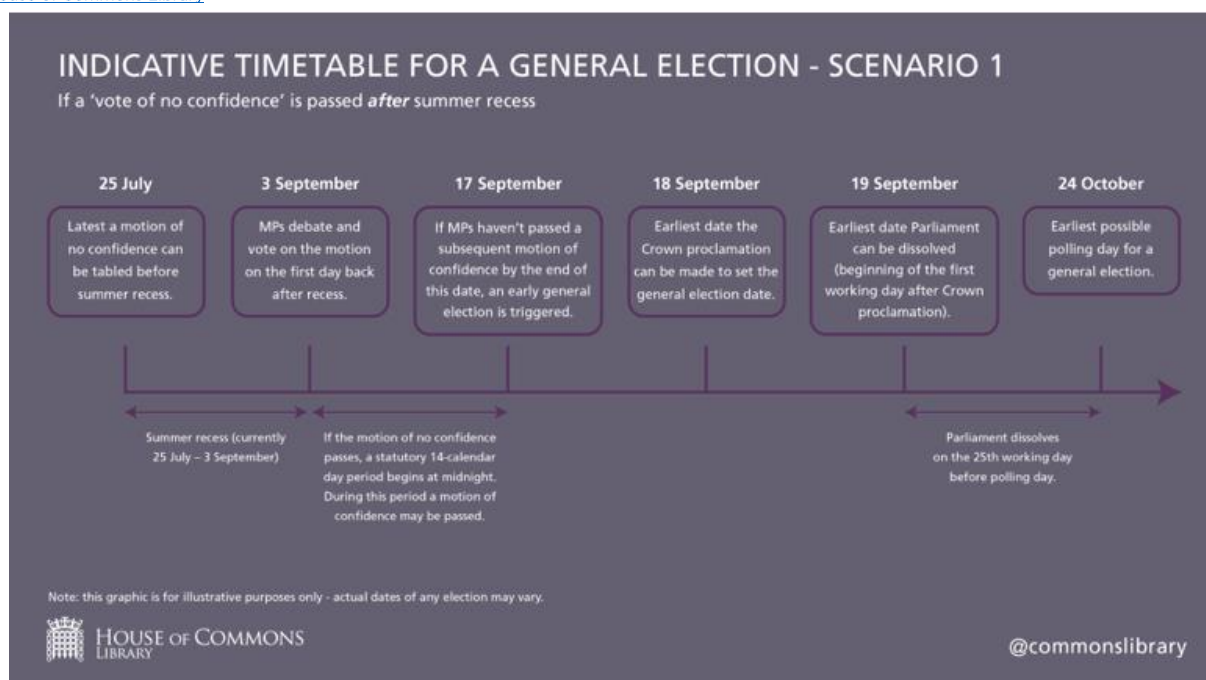 INDICATIVE TIMETABLE FOR A GENERAL ELECTION - SCENARIO 1
If a 'vote of no confidence' is passed after summer recess
25 July
Latest a motion of
no confidence can
be tabled before
summer recess.
3 September
MPs debate and
vote on the motion
on the first day back
after recess.
17 September
If MPs haven't passed a
subsequent motion of
confidence by the end of
this date, an early general
election is triggered.
18 September
Earliest date the
Crown proclamation
can be made to set the
general election date.
19 September
Earliest date Parliament
can be dissolved
(beginning of the first
working day after Crown
proclamation).
24 October
Earliest possible
polling day for a
general election.
Summer recess (currently
25 July – 3 September)
If the motion of no confidence
passes, a statutory 14-calendar
day period begins at midnight.
During this period a motion of
confidence may be passed.
Parliament dissolves
on the 25th working day
before polling day.
Note: this graphic is for illustrative purposes only - actual dates of any election may vary.
HOUSE OF COMMONS
LIBRARY
@commonslibrary